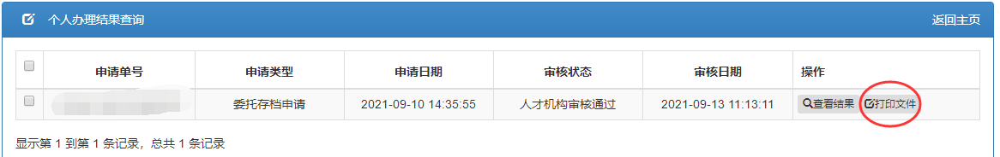 个人办理结果查询 返回主页
申请单号 申请类型 申请日期 审核状态 审核日期 操作
委托存档申请 2021-09-10 14:35:55 人才机构审核通过 2021-09-13 11:13:11 查看结果 打印文件
显示第 1 到第 1 条记录，总共 1 条记录